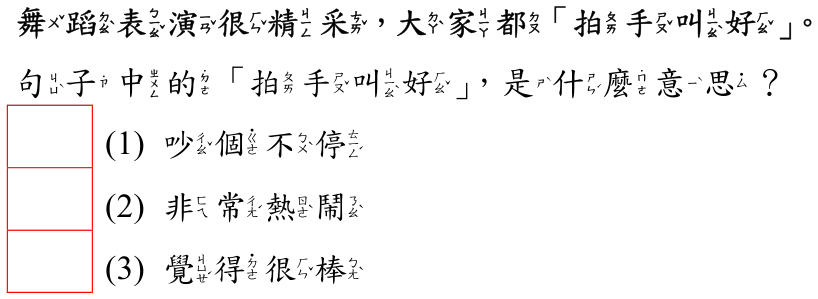 舞蹈表演很精采，大家都「拍手叫好」。
句子中的「拍手叫好」，是什麼意思？
(1) 吵個不停
(2) 非常熱鬧
(3) 覺得很棒